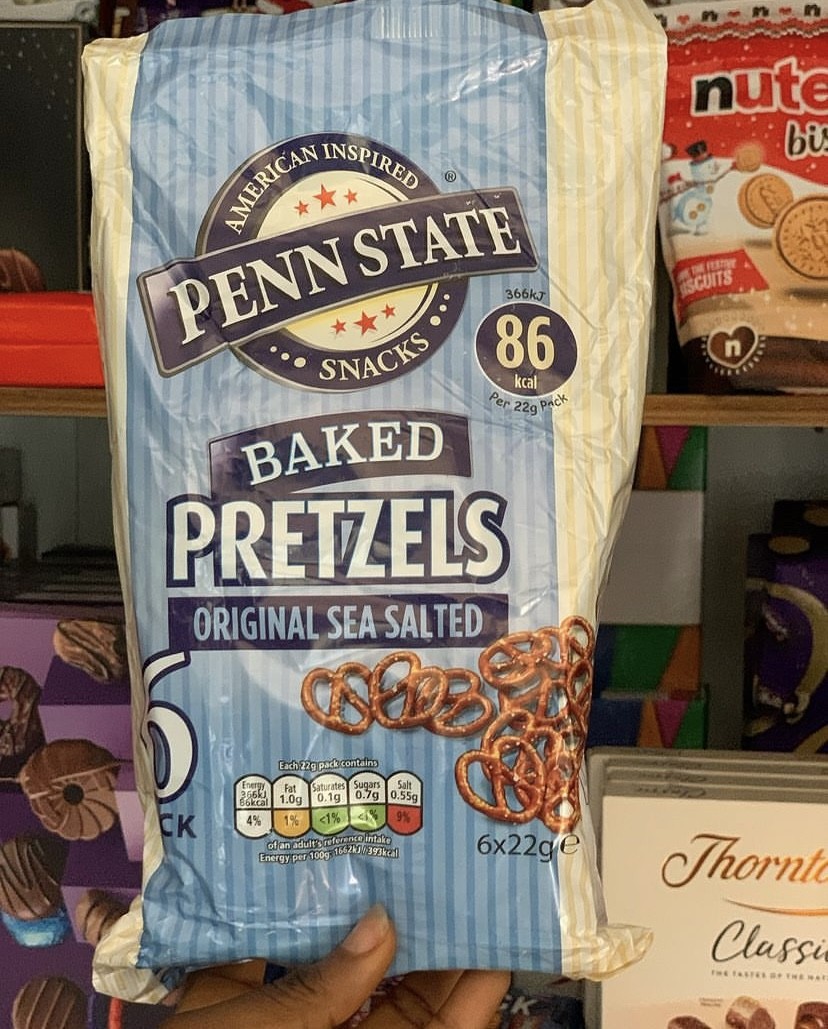 AMERICAN INSPIRED
®
PENN STATE
SNACKS
366kJ
86
kcal
Per 22g Pack
BAKED
PRETZELS
ORIGINAL SEA SALTED
6
CK
Each 22g pack contains
Energy
366kJ
86kcal
4%
Fat
1.0g
1%
Saturates
0.1g
<1%
Sugars
0.7g
<1%
Salt
0.55g
9%
of an adult's reference intake
Energy per 100g: 1662kJ / 393kcal
6x22g e
nute
bis
THE FESTIVE
BISCUITS
n
Thornt
Classi
THE TASTES OF THE NAT